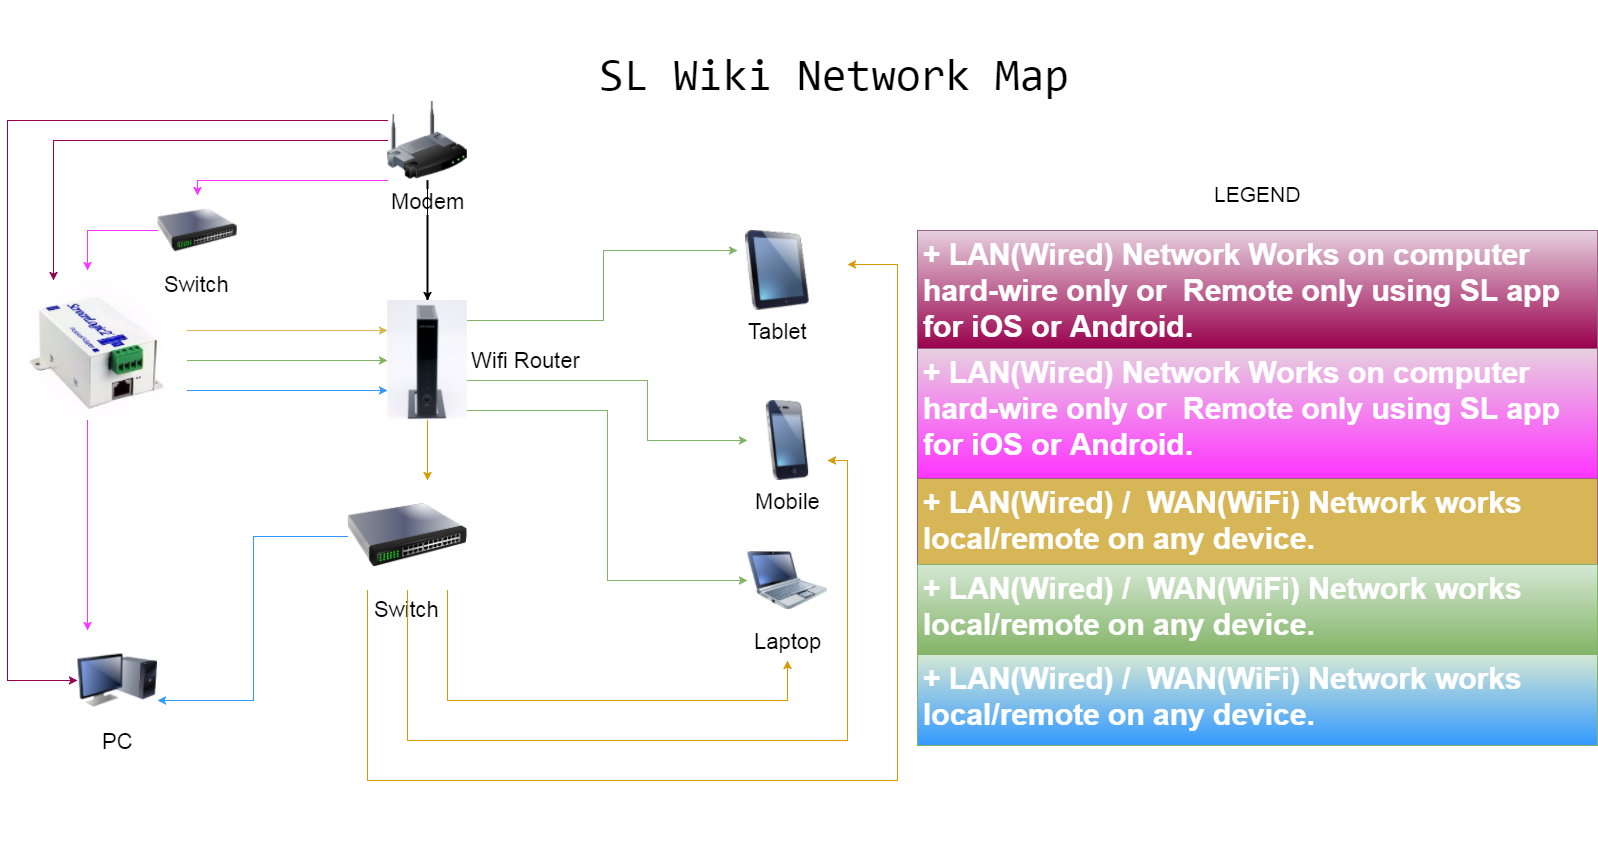 SL Wiki Network Map
Modem
LEGEND
+ LAN(Wired) Network Works on computer
hard-wire only or  Remote only using SL app
for iOS or Android.
Switch
ScreenLogic2
Tablet
Wifi Router
+ LAN(Wired) Network Works on computer
hard-wire only or  Remote only using SL app
for iOS or Android.
Mobile
+ LAN(Wired) /  WAN(WiFi) Network works
local/remote on any device.
Switch
+ LAN(Wired) /  WAN(WiFi) Network works
local/remote on any device.
Laptop
+ LAN(Wired) /  WAN(WiFi) Network works
local/remote on any device.
PC